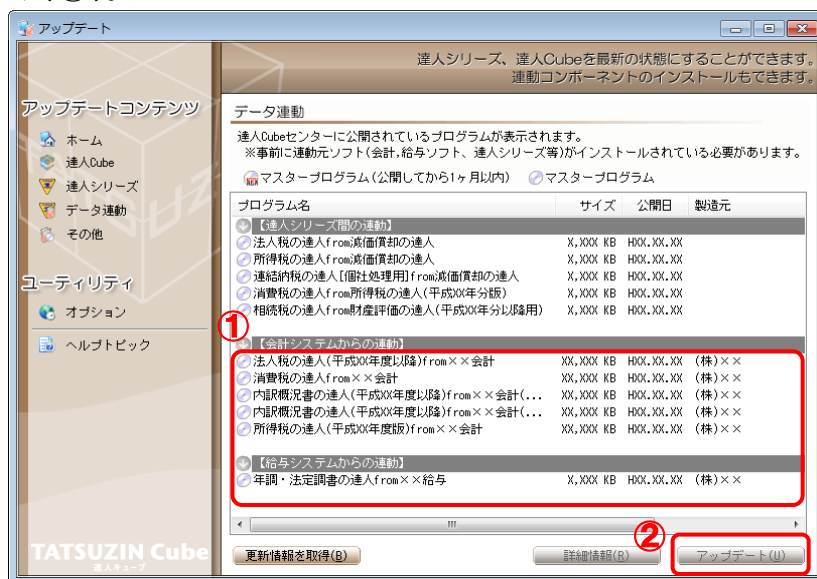 アップデート
達人シリーズ、達人Cubeを最新の状態にすることができます。
連動コンポーネントのインストールもできます。
アップデートコンテンツ
ホーム
達人Cube
達人シリーズ
データ連動
その他
ユーティリティ
オプション
ヘルプトピック
データ連動
達人Cubeセンターに公開されているプログラムが表示されます。
※事前に連動元ソフト(会計,給与ソフト、達人シリーズ等)がインストールされている必要があります。
マスタープログラム(公開してから1ヶ月以内) マスタープログラム
プログラム名 サイズ 公開日 製造元
【達人シリーズ間の連動】
法人税の達人from減価償却の達人 X,XXX KB HXX.XX.XX
所得税の達人from減価償却の達人 X,XXX KB HXX.XX.XX
連結納税の達人[個社処理用]from減価償却の達人 X,XXX KB HXX.XX.XX
消費税の達人from所得税の達人(平成XX年分版) X,XXX KB HXX.XX.XX
相続税の達人from財産評価の達人(平成XX年分以降用) X,XXX KB HXX.XX.XX
①
【会計システムからの連動】
法人税の達人(平成XX年度以降)from××会計 XX,XXX KB HXX.XX.XX (株)××
消費税の達人from××会計 XX,XXX KB HXX.XX.XX (株)××
内訳概況書の達人(平成XX年度以降)from××会計(... XX,XXX KB HXX.XX.XX (株)××
内訳概況書の達人(平成XX年度以降)from××会計(... XX,XXX KB HXX.XX.XX (株)××
所得税の達人(平成XX年度版)from××会計 XX,XXX KB HXX.XX.XX (株)××
【給与システムからの連動】
年調・法定調書の達人from××給与 X,XXX KB HXX.XX.XX (株)××
②
更新情報を取得(B) 詳細情報(R) アップデート(U)
TATSUZIN Cube
達人キューブ